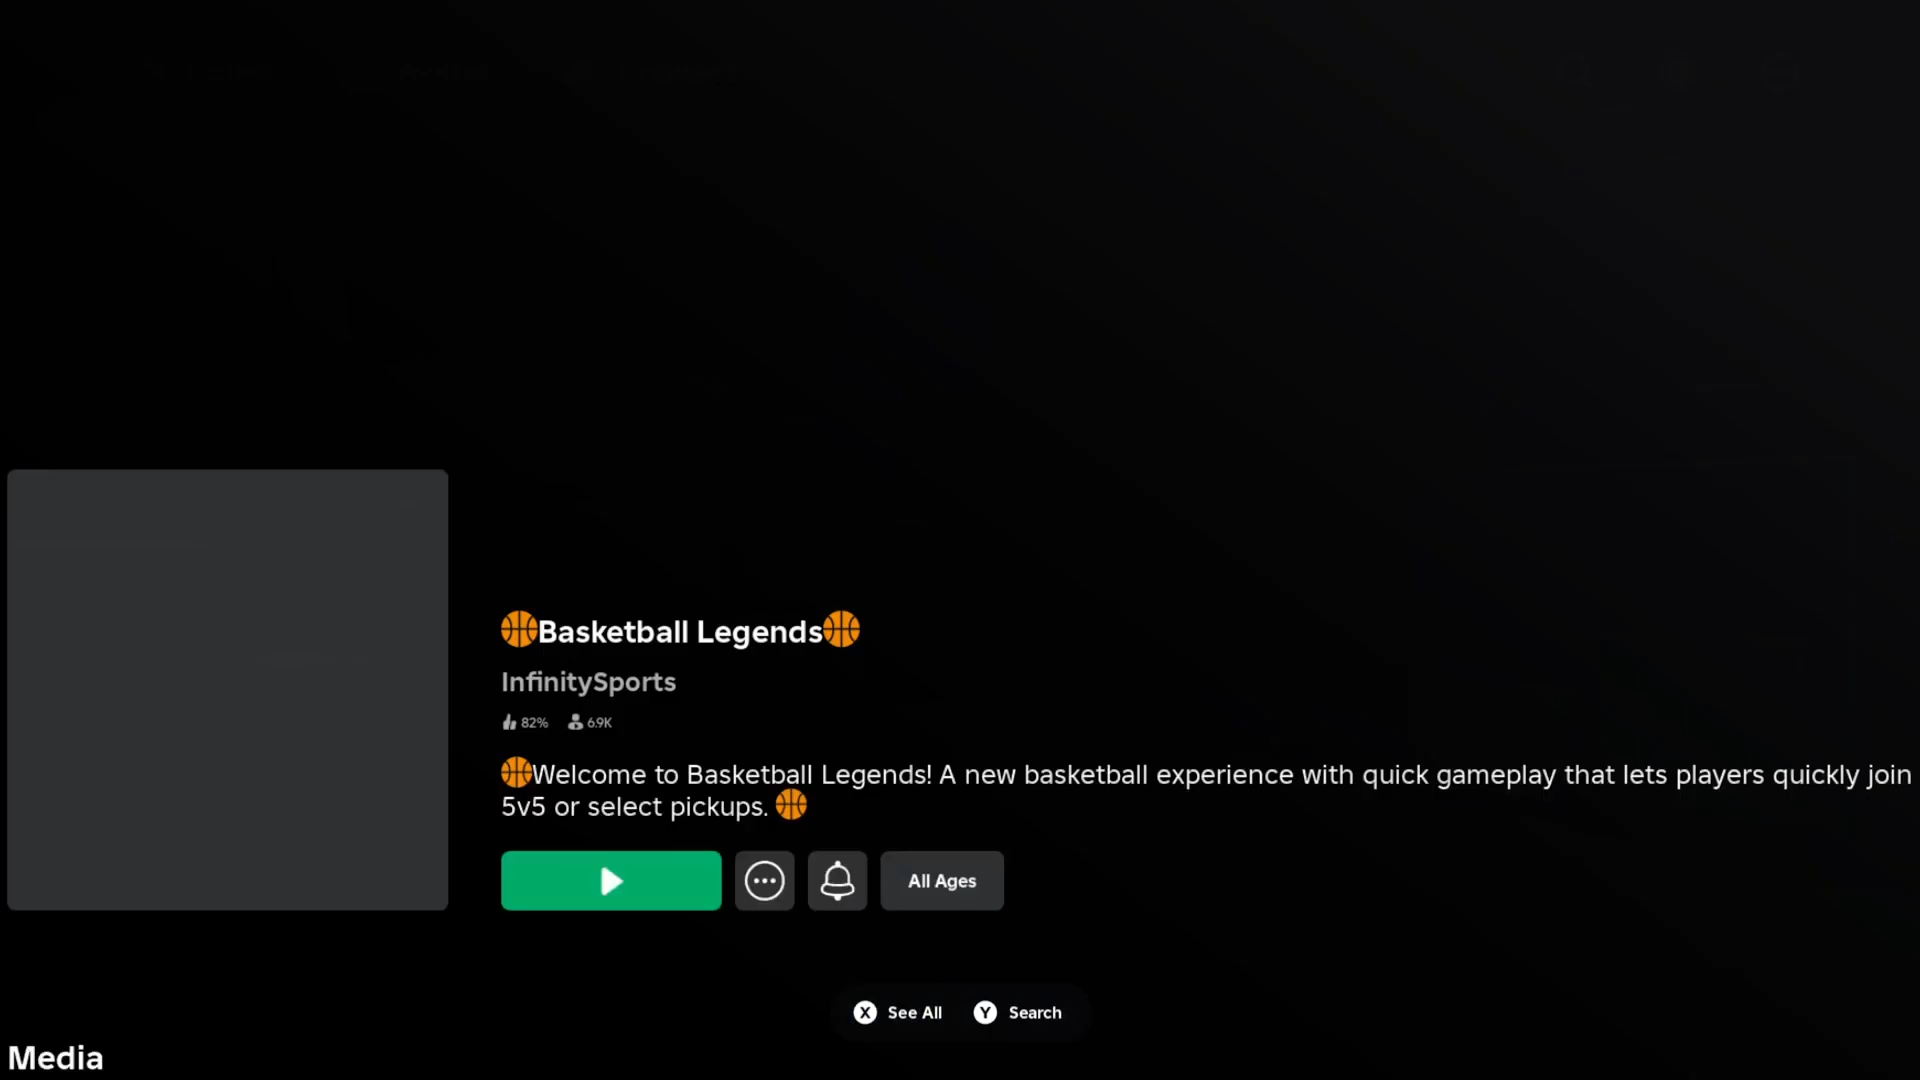 🏀Basketball Legends🏀
InfinitySports
82% 6.9K
🏀Welcome to Basketball Legends! A new basketball experience with quick gameplay that lets players quickly join
5v5 or select pickups. 🏀
All Ages
X See All Y Search
Media